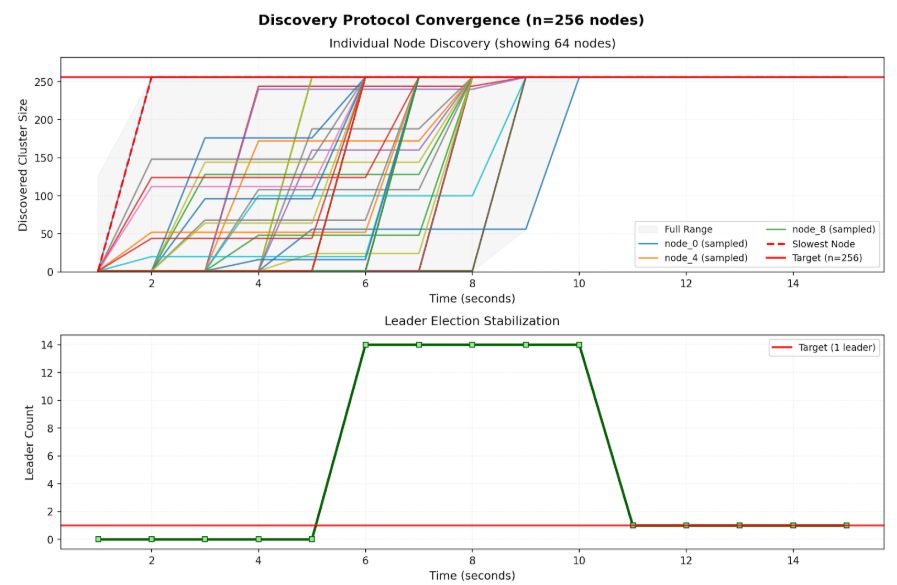 Discovery Protocol Convergence (n=256 nodes)
Individual Node Discovery (showing 64 nodes)
Discovered Cluster Size
250
200
150
100
50
0
Full Range
node_0 (sampled)
node_4 (sampled)
node_8 (sampled)
Slowest Node
Target (n=256)
2 4 6 8 10 12 14
Time (seconds)
Leader Election Stabilization
Leader Count
14
12
10
8
6
4
2
0
Target (1 leader)
2 4 6 8 10 12 14
Time (seconds)